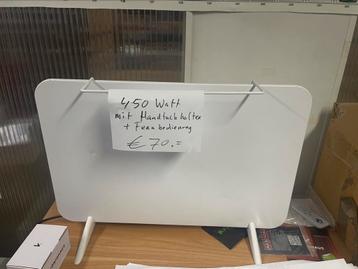 450 Watt
mit Handtuchhalter
+ Fernbedienung
€ 70.=